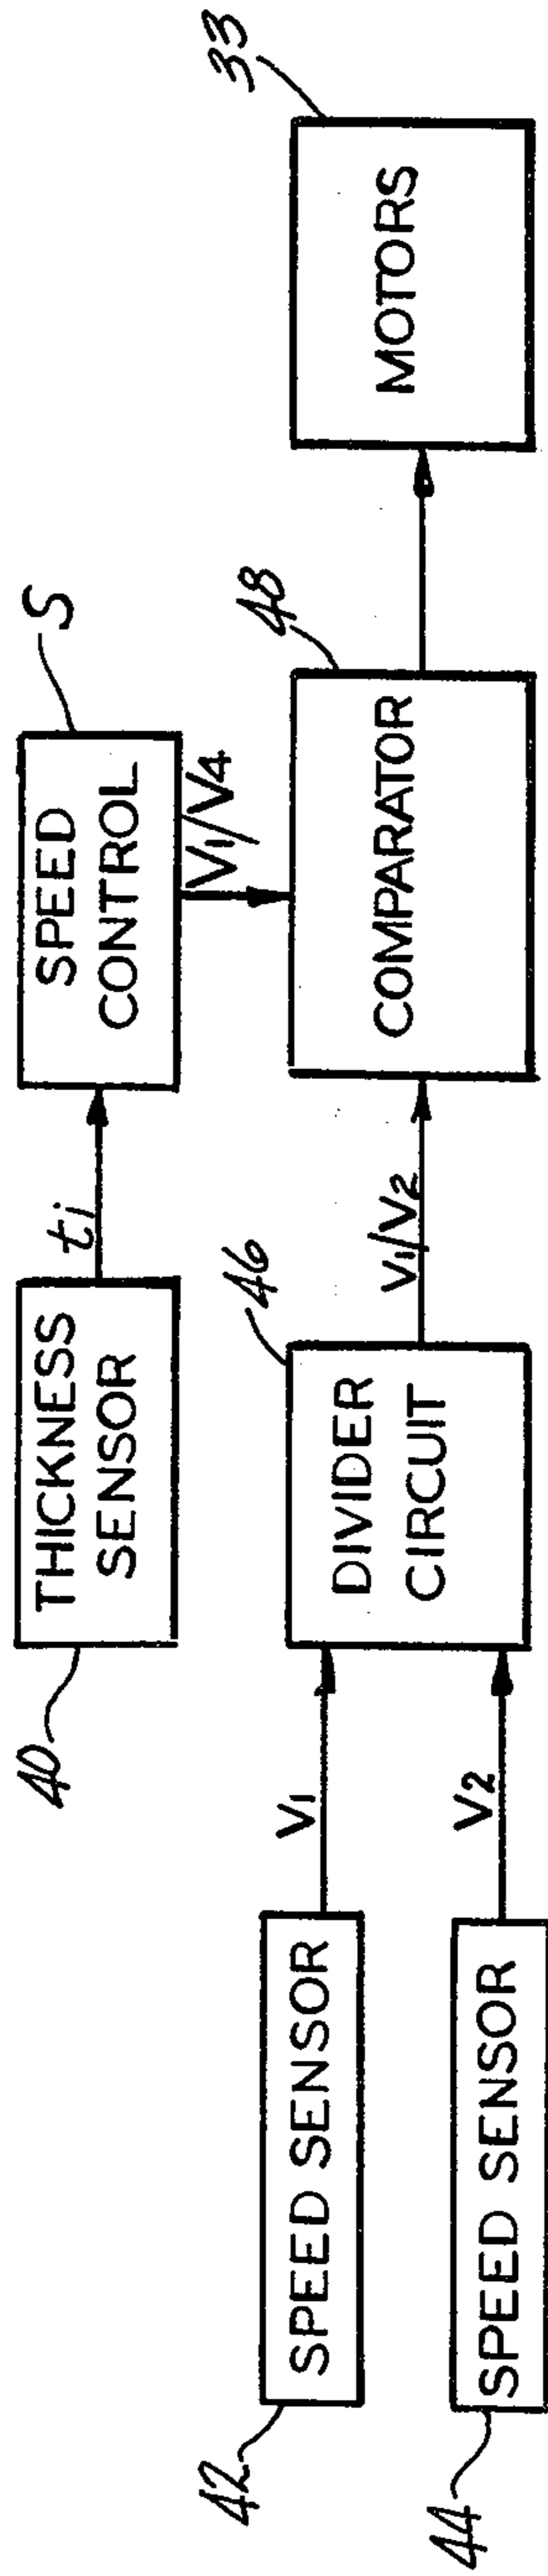 40
THICKNESS
SENSOR
ti
SPEED
CONTROL
S
V1/V4
42
SPEED SENSOR
V1
44
SPEED SENSOR
V2
46
DIVIDER
CIRCUIT
V1/V2
48
COMPARATOR
33
MOTORS